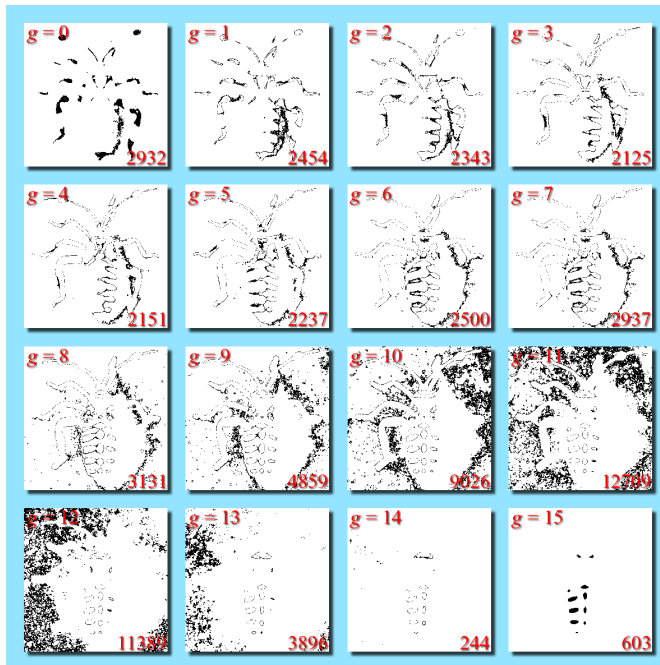 g = 0
2932
g = 1
2454
g = 2
2343
g = 3
2125
g = 4
2151
g = 5
2237
g = 6
2500
g = 7
2937
g = 8
3131
g = 9
4859
g = 10
9026
g = 11
12709
g = 12
11389
g = 13
3896
g = 14
244
g = 15
603